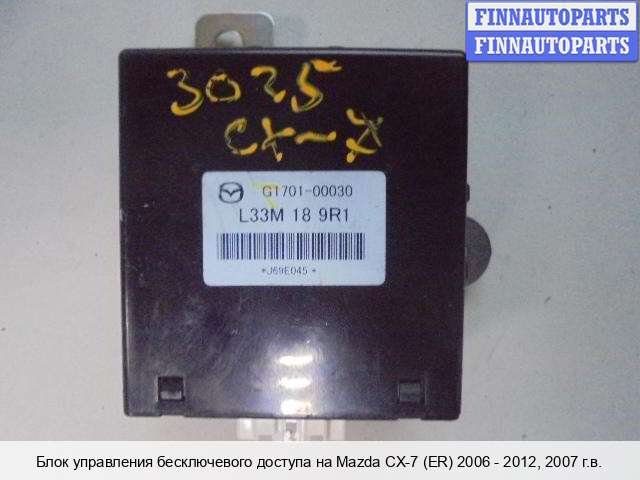 FINNAUTOPARTS
FINNAUTOPARTS
3025
CX-7
G1701-00030
L33M 18 9R1
*J69E045*
Блок управления бесключевого доступа на Mazda CX-7 (ER) 2006 - 2012, 2007 г.в.